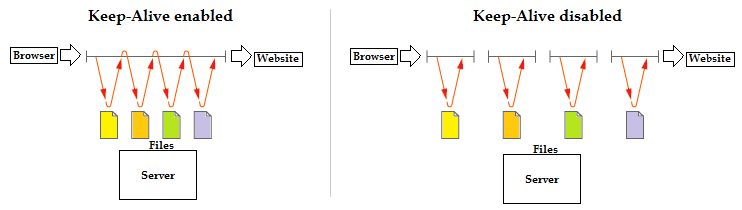 Keep-Alive enabled
Browser
Website
Files
Server
Keep-Alive disabled
Browser
Website
Files
Server